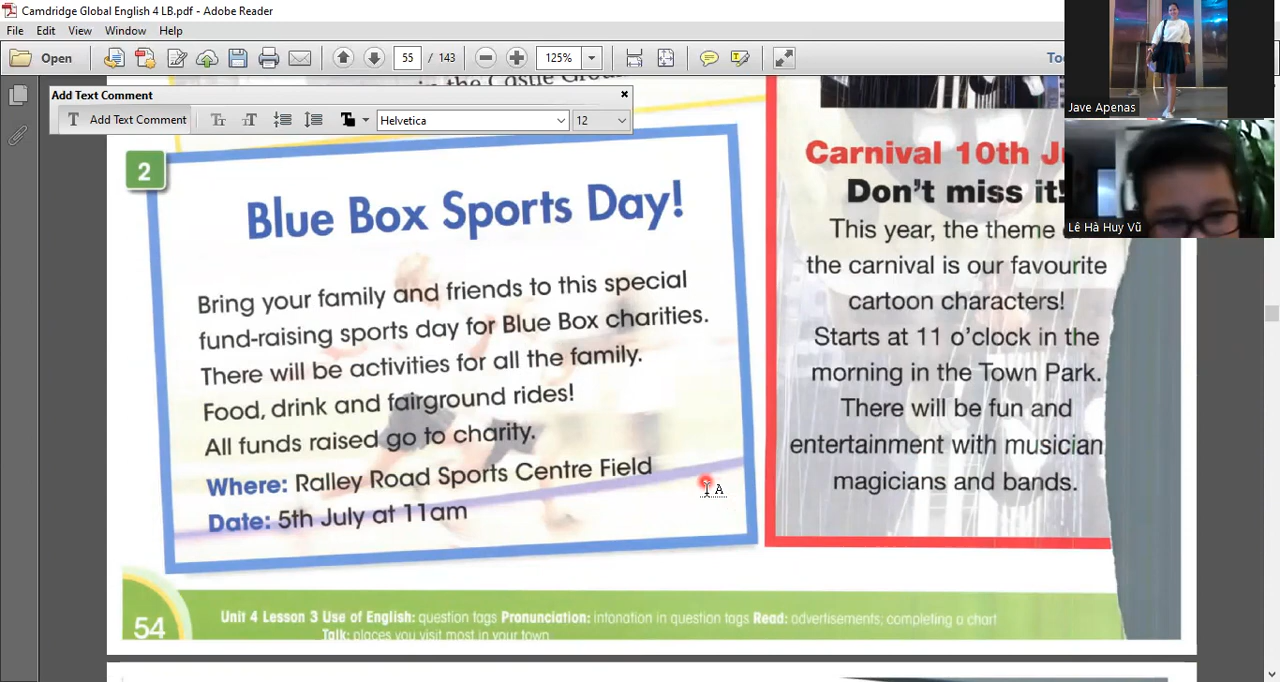 Camdridge Global English 4 LB.pdf - Adobe Reader
File Edit View Window Help
Open 55 / 143 125%
Add Text Comment
Add Text Comment Helvetica 12
2
Blue Box Sports Day!
Bring your family and friends to this special
fund-raising sports day for Blue Box charities.
There will be activities for all the family.
Food, drink and fairground rides!
All funds raised go to charity.
Where: Ralley Road Sports Centre Field
Date: 5th July at 11am
Carnival 10th
Don't miss it!
This year, the theme
the carnival is our favourite
cartoon characters!
Starts at 11 o'clock in the
morning in the Town Park.
There will be fun and
entertainment with musician
magicians and bands.
54
Unit 4 Lesson 3 Use of English: question tags Pronunciation: intonation in question tags Read: advertisements; completing a chart
Talk: places you visit most in your town
Jave Apenas
Lê Hà Huy Vũ